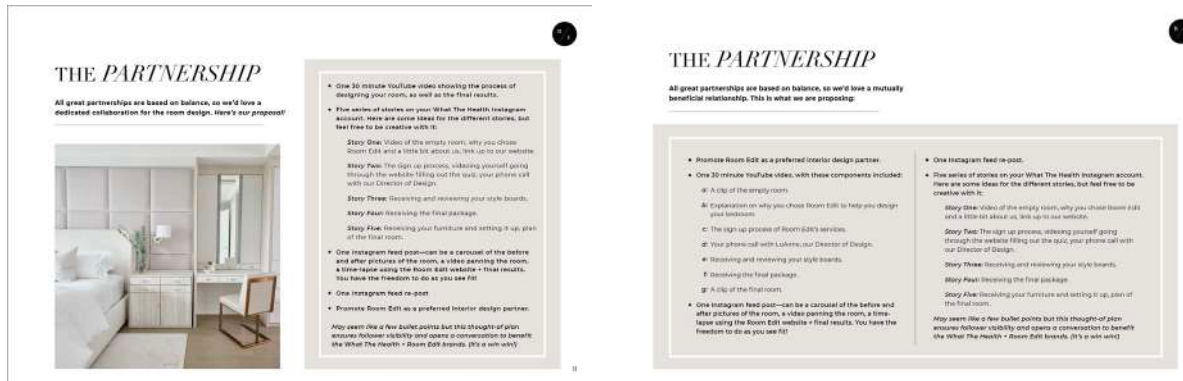 THE PARTNERSHIP
All great partnerships are based on balance, so we'd love a
dedicated collaboration for the room design. Here's our proposal!
One 30 minute YouTube video showing the process of
designing your room, as well as the final results.
Five series of stories on your What The Health Instagram
account. Here are some ideas for the different stories, but
feel free to be creative with it:
Story One: Video of the empty room, why you chose
Room Edit and a little bit about us, link up to our website.
Story Two: The sign up process, videoing yourself going
through the website filling out the quiz, your phone call
with our Director of Design.
Story Three: Receiving and reviewing your style boards.
Story Four: Receiving the final package.
Story Five: Receiving your furniture and setting it up, pan
of the final room.
One Instagram feed post—can be a carousel of the before
and after pictures of the room, a video panning the room,
a time-lapse using the Room Edit website + final results.
You have the freedom to do as you see fit!
One Instagram feed re-post
Promote Room Edit as a preferred interior design partner.
May seem like a few bullet points but this thought-of plan
ensures follower visibility and opens a conversation to benefit
the What The Health + Room Edit brands. (It's a win win!)
THE PARTNERSHIP
All great partnerships are based on balance, so we'd love a mutually
beneficial relationship. This is what we are proposing:
Promote Room Edit as a preferred interior design partner.
One 30 minute YouTube video, with these components included:
a: A clip of the empty room.
b: Explanation on why you chose Room Edit to help you design
your bedroom.
c: The sign up process of Room Edit's services.
d: Your phone call with Luivine, our Director of Design.
e: Receiving and reviewing your style boards.
f: Receiving the final package.
g: A clip of the final room.
One Instagram feed post—can be a carousel of the before and
after pictures of the room, a video panning the room, a time-
lapse using the Room Edit website + final results. You have the
freedom to do as you see fit!
One Instagram feed re-post.
Five series of stories on your What The Health Instagram account.
Here are some ideas for the different stories, but feel free to be
creative with it:
Story One: Video of the empty room, why you chose Room Edit
and a little bit about us, link up to our website.
Story Two: The sign up process, videoing yourself going
through the website filling out the quiz, your phone call with
our Director of Design.
Story Three: Receiving and reviewing your style boards.
Story Four: Receiving the final package.
Story Five: Receiving your furniture and setting it up, pan of
the final room.
May seem like a few bullet points but this thought-of plan
ensures follower visibility and opens a conversation to benefit
the What The Health + Room Edit brands. (It's a win win!)